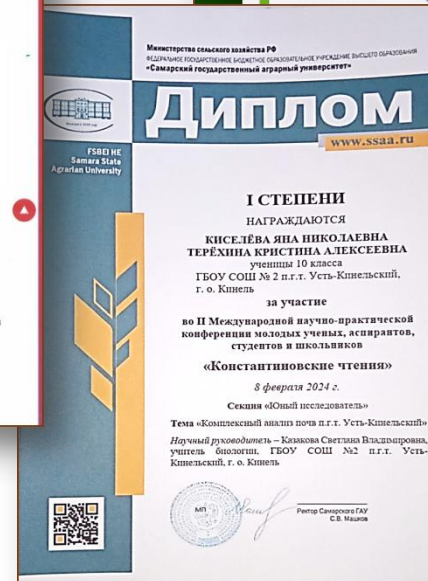 Министерство сельского хозяйства РФ
ФЕДЕРАЛЬНОЕ ГОСУДАРСТВЕННОЕ БЮДЖЕТНОЕ ОБРАЗОВАТЕЛЬНОЕ УЧРЕЖДЕНИЕ ВЫСШЕГО ОБРАЗОВАНИЯ
«Самарский государственный аграрный университет»
Диплом
www.ssaa.ru
FSBEI HE
Samara State
Agrarian University
I СТЕПЕНИ
НАГРАЖДАЮТСЯ
КИСЕЛЁВА ЯНА НИКОЛАЕВНА
ТЕРЁХИНА КРИСТИНА АЛЕКСЕЕВНА
ученицы 10 класса
ГБОУ СОШ № 2 п.г.т. Усть-Кинельский,
г. о. Кинель
за участие
во II Международной научно-практической
конференции молодых ученых, аспирантов,
студентов и школьников
«Константиновские чтения»
8 февраля 2024 г.
Секция «Юный исследователь»
Тема «Комплексный анализ почв п.г.т. Усть-Кинельский»
Научный руководитель – Казакова Светлана Владимировна,
учитель биологии, ГБОУ СОШ №2 п.г.т. Усть-
Кинельский, г. о. Кинель
МП
Ректор Самарского ГАУ
С.В. Машков